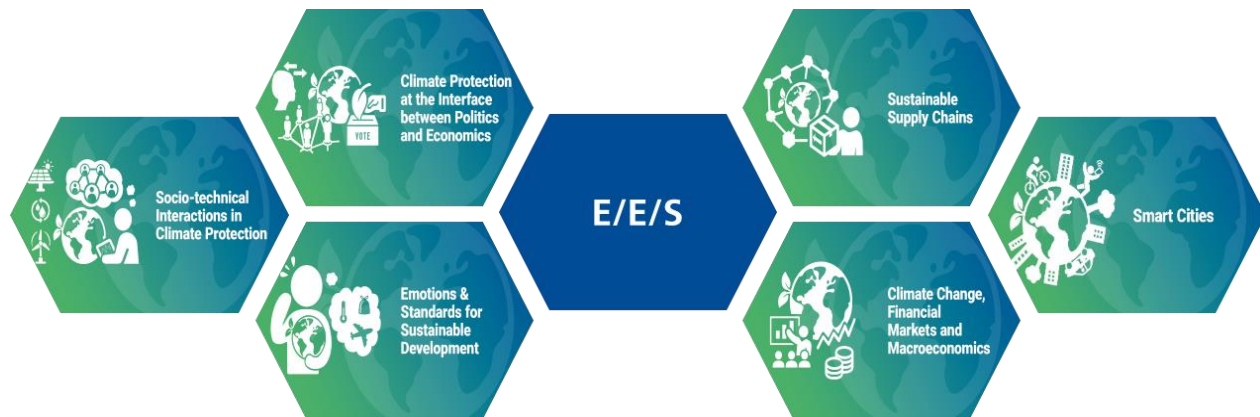 Socio-technical
Interactions in
Climate Protection
Climate Protection
at the Interface
between Politics
and Economics
VOTE
Emotions &
Standards for
Sustainable
Development
E/E/S
Sustainable
Supply Chains
Climate Change,
Financial
Markets and
Macroeconomics
Smart Cities